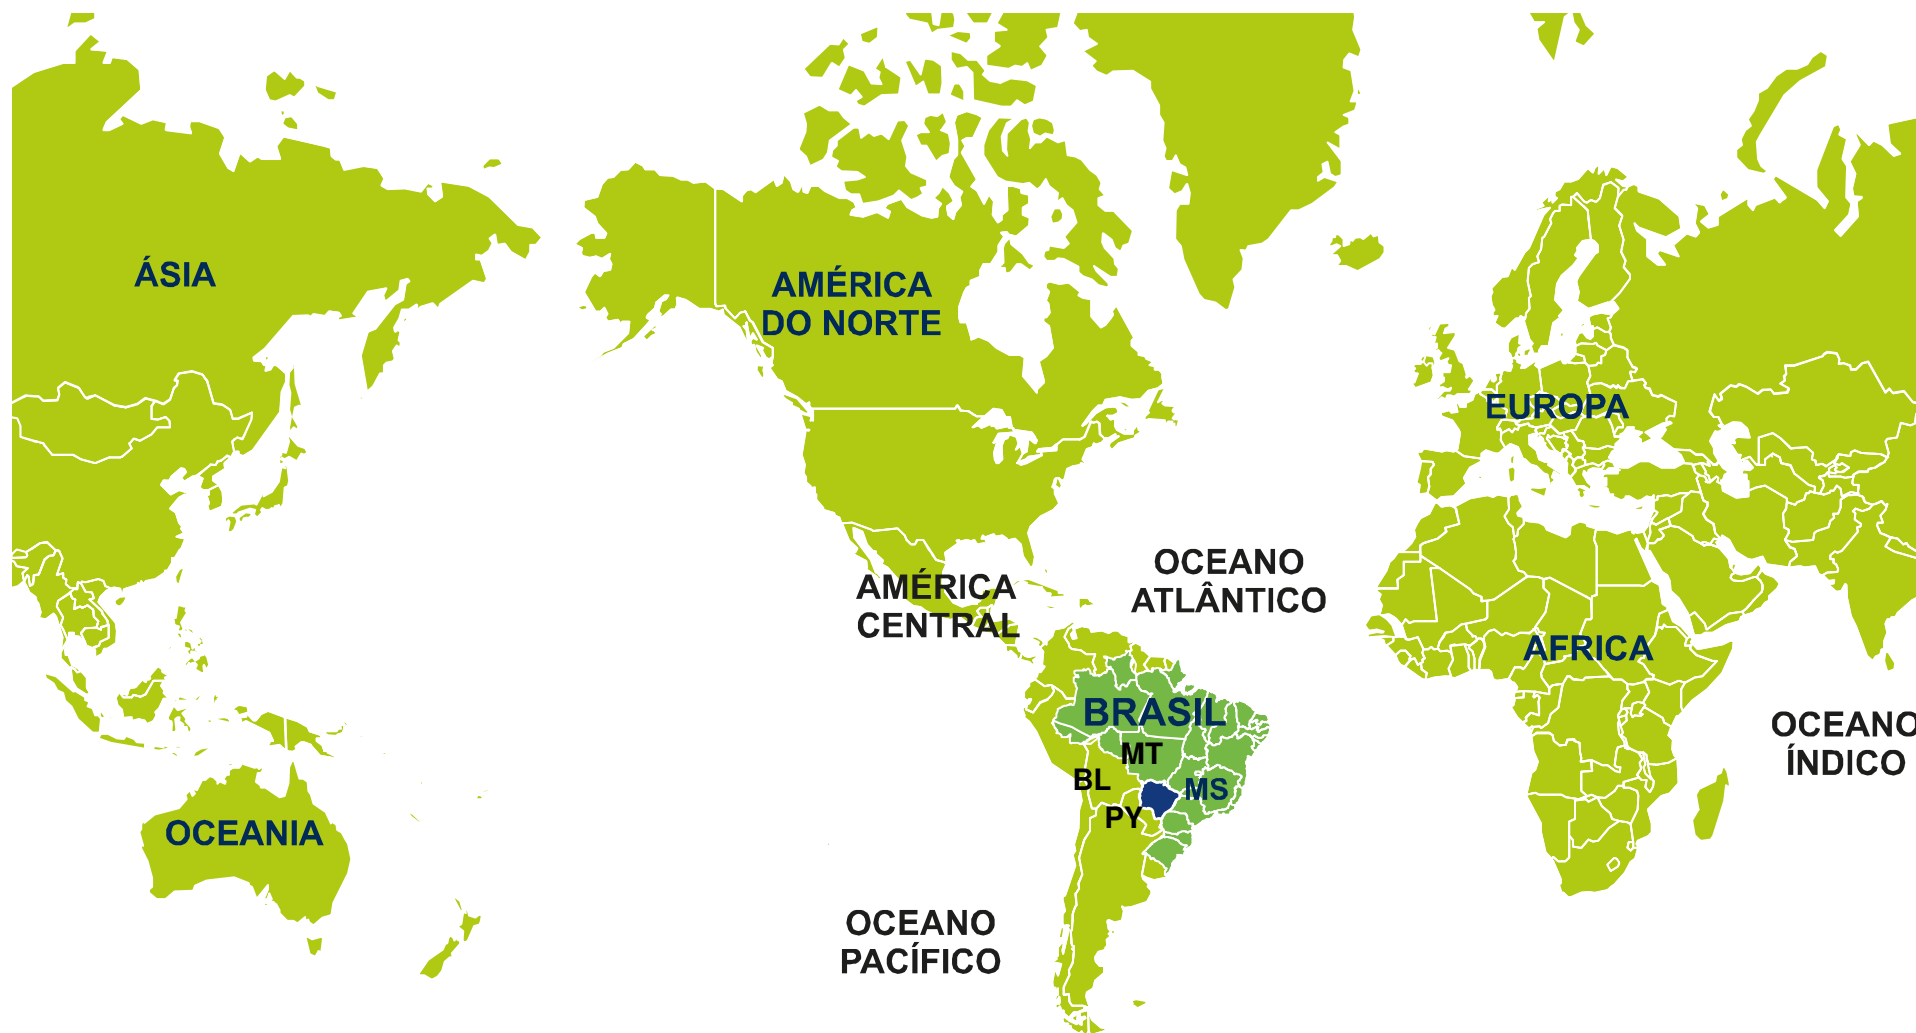 ÁSIA
AMÉRICA
DO NORTE
EUROPA
OCEANO
ATLÂNTICO
AMÉRICA
CENTRAL
AFRICA
BRASIL
OCEANO
ÍNDICO
MT
BL
MS
PY
OCEANIA
OCEANO
PACÍFICO